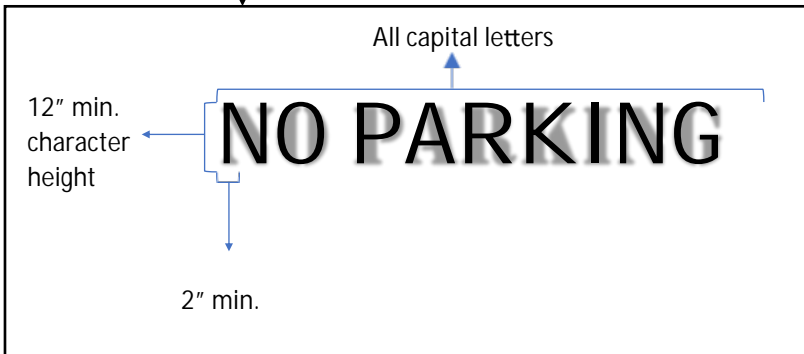 All capital letters
12" min.
character
height
NO PARKING
2" min.